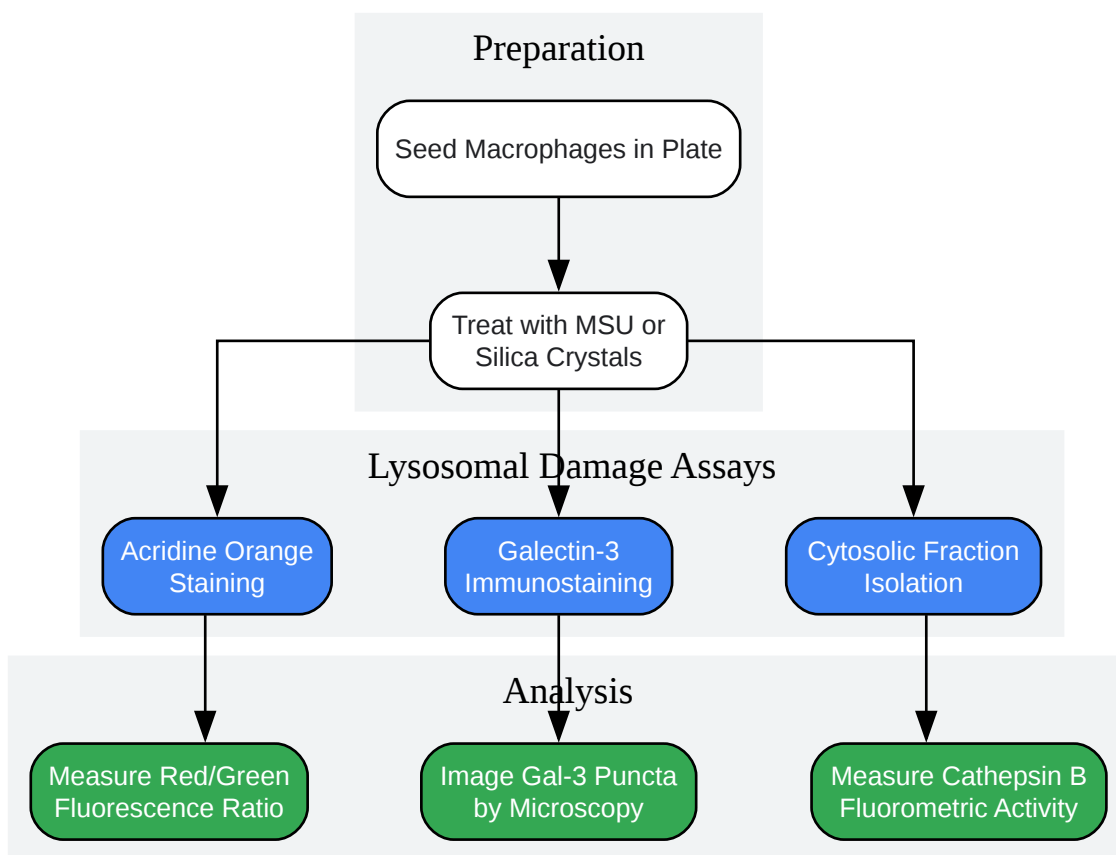 Preparation
Seed Macrophages in Plate
Treat with MSU or
Silica Crystals
Lysosomal Damage Assays
Acridine Orange
Staining
Galectin-3
Immunostaining
Cytosolic Fraction
Isolation
Analysis
Measure Red/Green
Fluorescence Ratio
Image Gal-3 Puncta
by Microscopy
Measure Cathepsin B
Fluorometric Activity